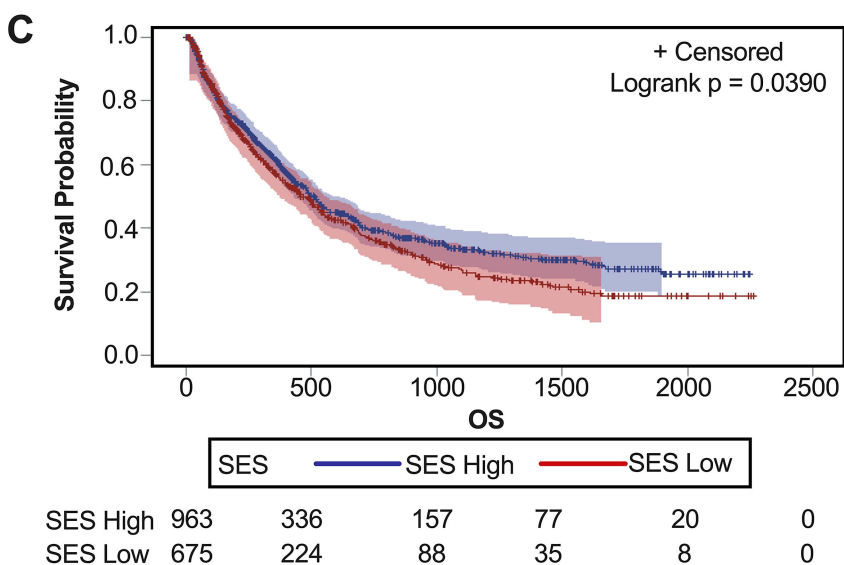 C
1.0
0.8
0.6
0.4
0.2
0.0
Survival Probability
+ Censored
Logrank p = 0.0390
0 500 1000 1500 2000 2500
OS
SES SES High SES Low
SES High 963 336 157 77 20 0
SES Low 675 224 88 35 8 0